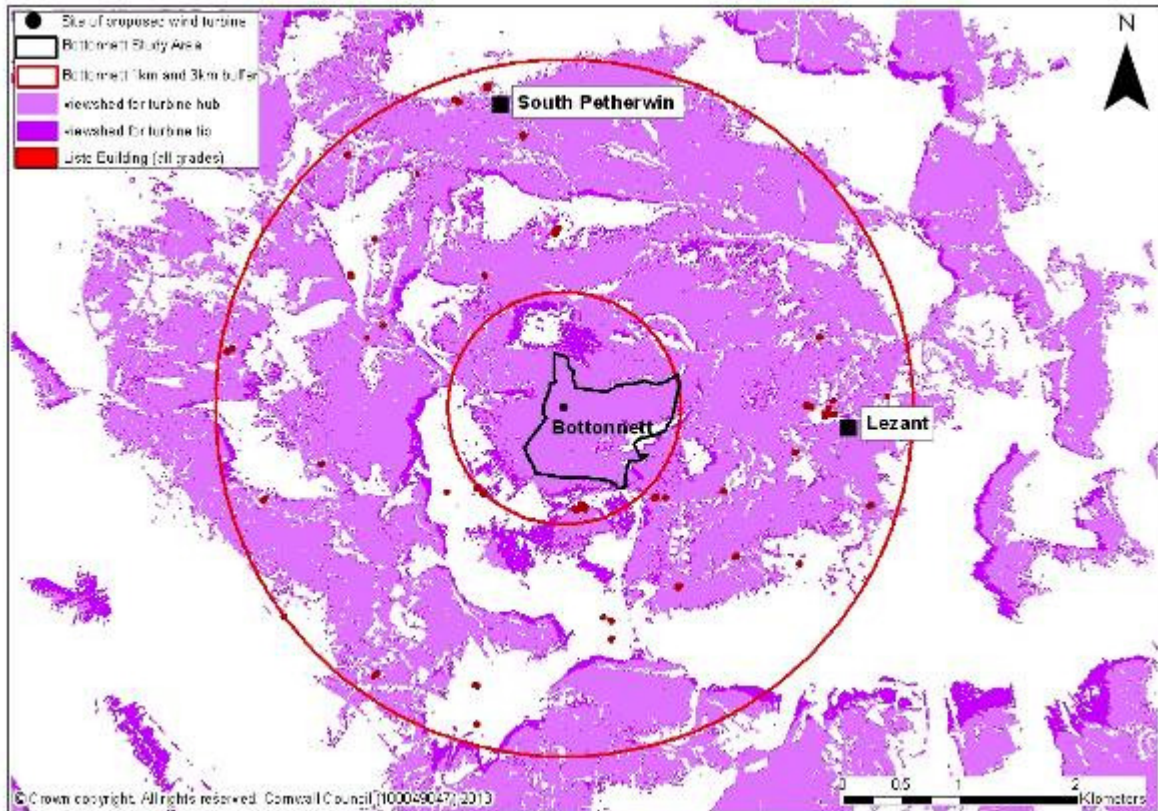 Site of proposed wind turbine
Bottonnett Study Area
Bottonnett 1km and 3km buffer
viewshed for turbine hub
viewshed for turbine tip
Liste Building (all grades)
N
South Petherwin
Bottonnett
Lezant
0 0.5 1 2
Kilometers
© Crown copyright. All rights reserved. Cornwall Council (100049047) 2013